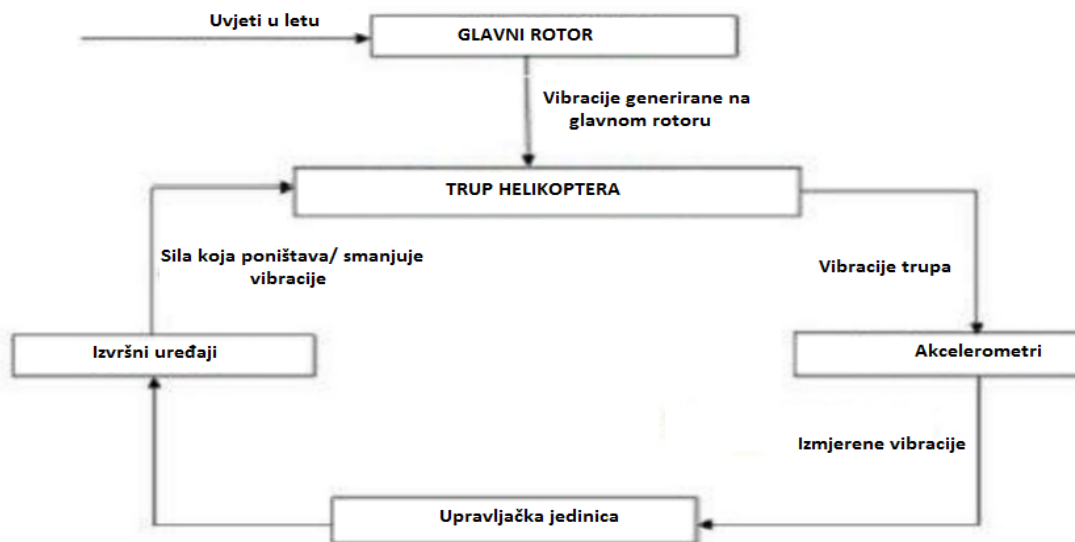 Uvjeti u letu
GLAVNI ROTOR
Vibracije generirane na
glavnom rotoru
TRUP HELIKOPTERA
Sila koja poništava/ smanjuje
vibracije
Vibracije trupa
Izvršni uređaji
Akcelerometri
Izmjerene vibracije
Upravljačka jedinica